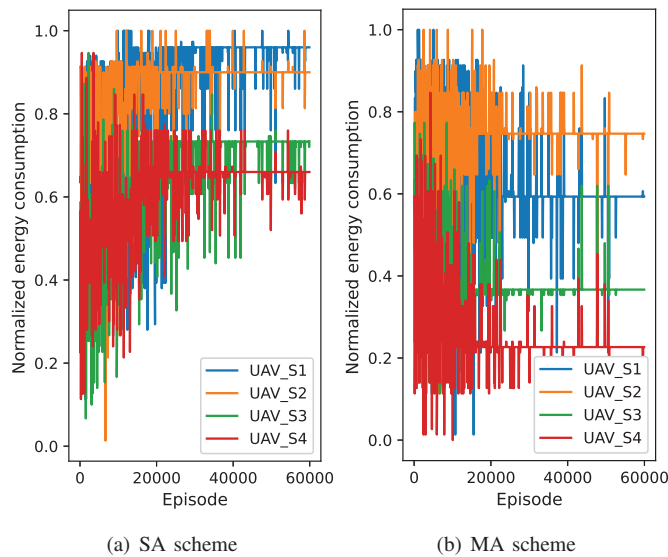 Normalized energy consumption
1.0
0.8
0.6
0.4
0.2
0.0
UAV_S1
UAV_S2
UAV_S3
UAV_S4
0 20000 40000 60000
Episode
(a) SA scheme
Normalized energy consumption
1.0
0.8
0.6
0.4
0.2
0.0
UAV_S1
UAV_S2
UAV_S3
UAV_S4
0 20000 40000 60000
Episode
(b) MA scheme